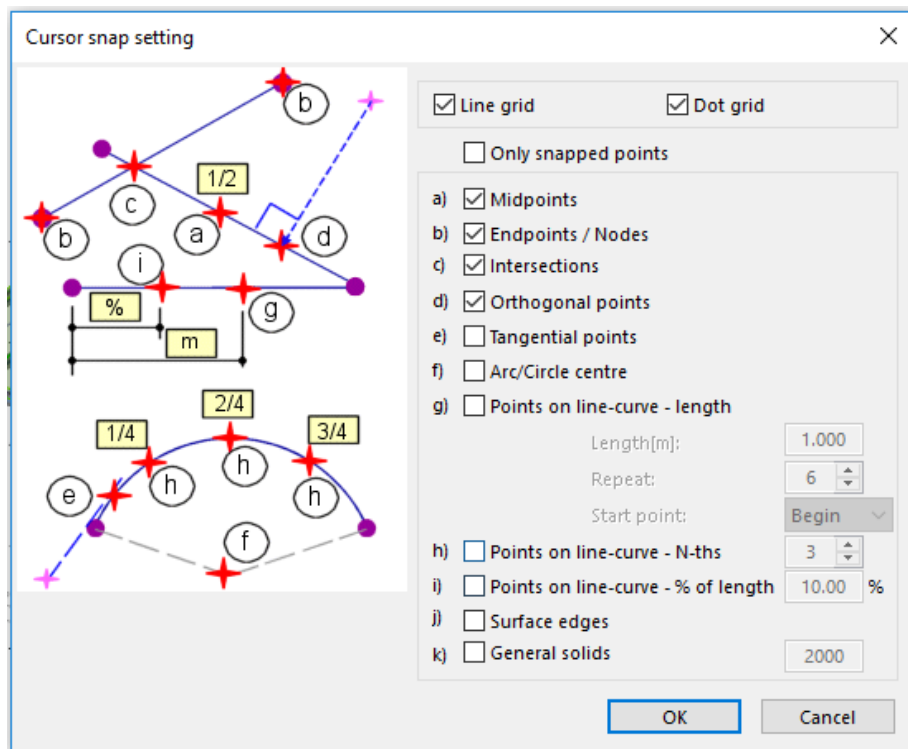 Cursor snap setting
b
1/2
c
b
a
d
i
%
g
m
2/4
1/4
3/4
h
h
h
e
f
Line grid
Dot grid
Only snapped points
a) Midpoints
b) Endpoints / Nodes
c) Intersections
d) Orthogonal points
e) Tangential points
f) Arc/Circle centre
g) Points on line-curve - length
Length[m]: 1.000
Repeat: 6
Start point: Begin
h) Points on line-curve - N-ths 3
i) Points on line-curve - % of length 10.00 %
j) Surface edges
k) General solids 2000
OK
Cancel